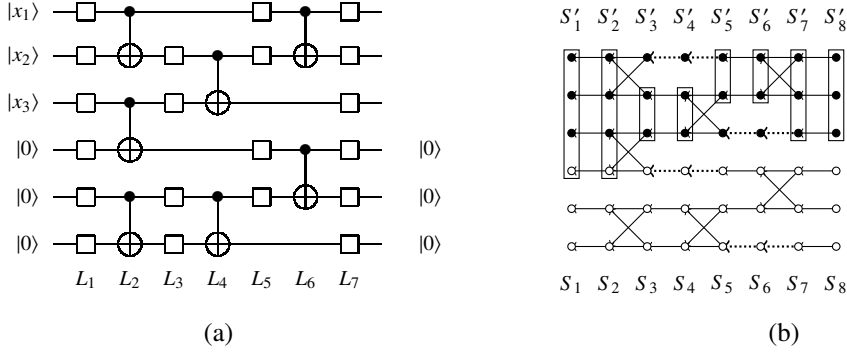 |x₁⟩
|x₂⟩
|x₃⟩
|0⟩ |0⟩
|0⟩ |0⟩
|0⟩ |0⟩
L₁ L₂ L₃ L₄ L₅ L₆ L₇
(a)
S′₁ S′₂ S′₃ S′₄ S′₅ S′₆ S′₇ S′₈
S₁ S₂ S₃ S₄ S₅ S₆ S₇ S₈
(b)